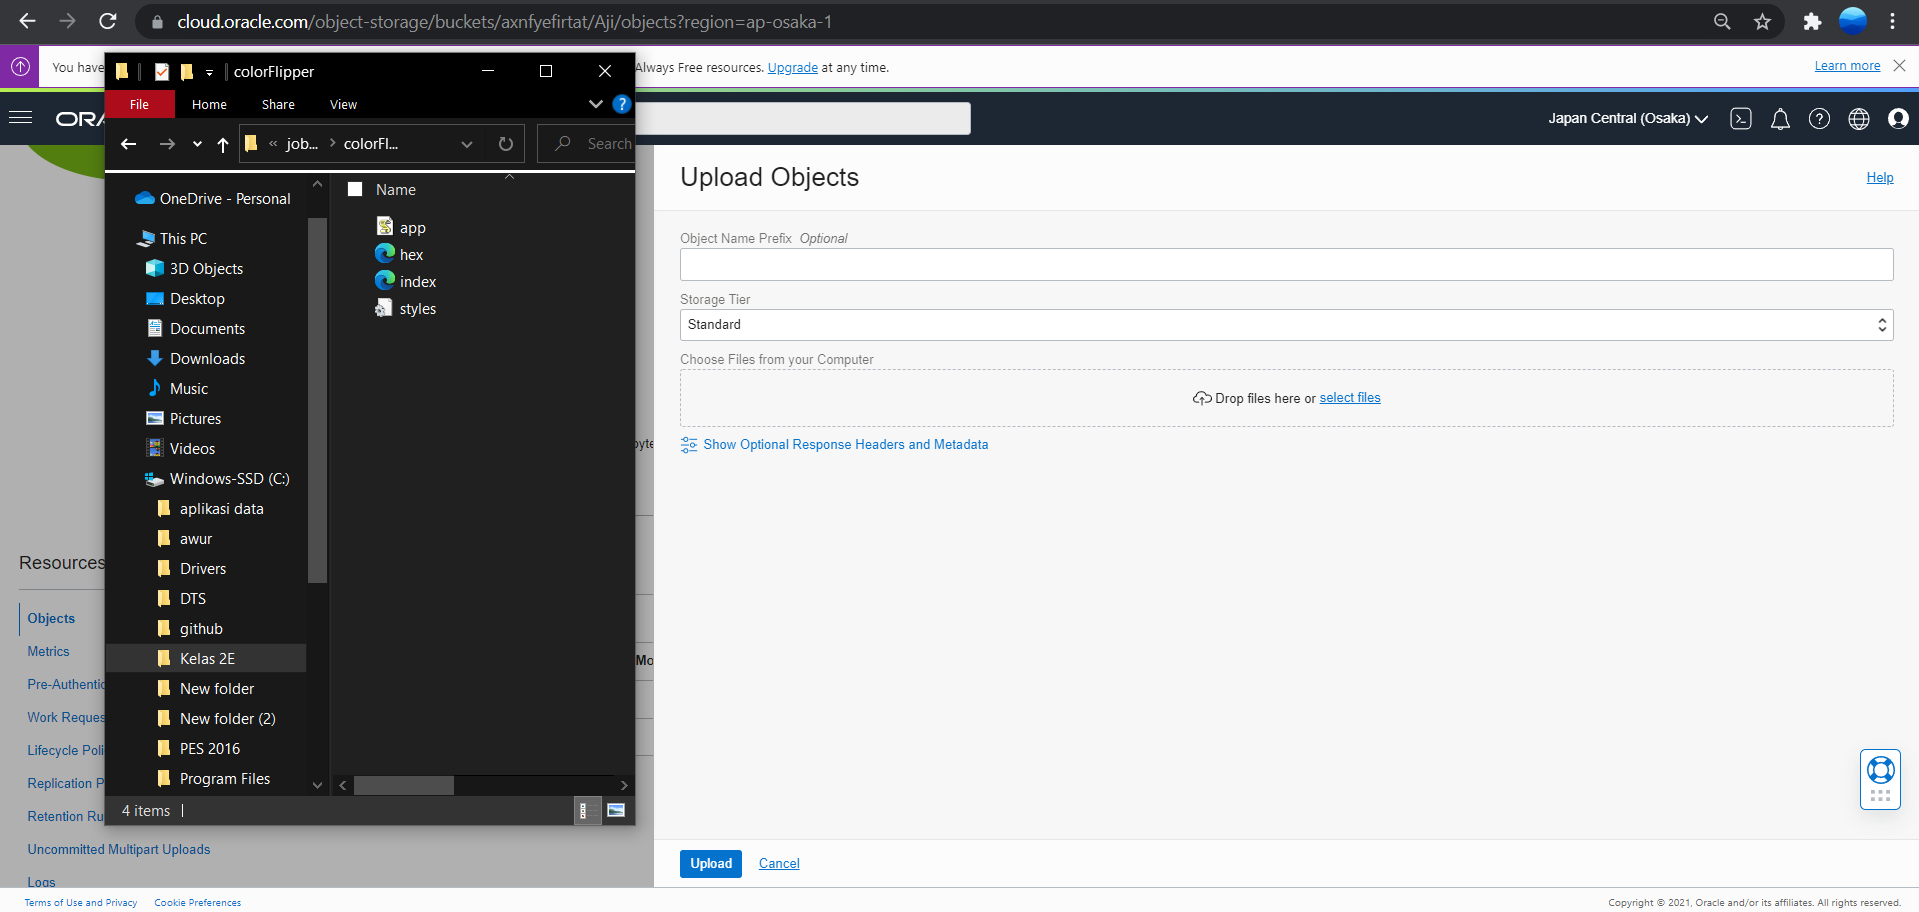 cloud.oracle.com/object-storage/buckets/axnfyefirtat/Aji/objects?region=ap-osaka-1
You have
Always Free resources. Upgrade at any time.
Learn more
ORA
Japan Central (Osaka)
colorFlipper
File Home Share View
« job... > colorFl...
Search
OneDrive - Personal
This PC
3D Objects
Desktop
Documents
Downloads
Music
Pictures
Videos
Windows-SSD (C:)
aplikasi data
awur
Drivers
DTS
github
Kelas 2E
New folder
New folder (2)
PES 2016
Program Files
Name
app
hex
index
styles
4 items
Resources
Objects
Metrics
Pre-Authentic
Work Reques
Lifecycle Poli
Replication P
Retention Ru
Uncommitted Multipart Uploads
Logs
byte
Mo
Upload Objects
Help
Object Name Prefix Optional
Storage Tier
Standard
Choose Files from your Computer
Drop files here or select files
Show Optional Response Headers and Metadata
Upload Cancel
Terms of Use and Privacy Cookie Preferences
Copyright © 2021, Oracle and/or its affiliates. All rights reserved.